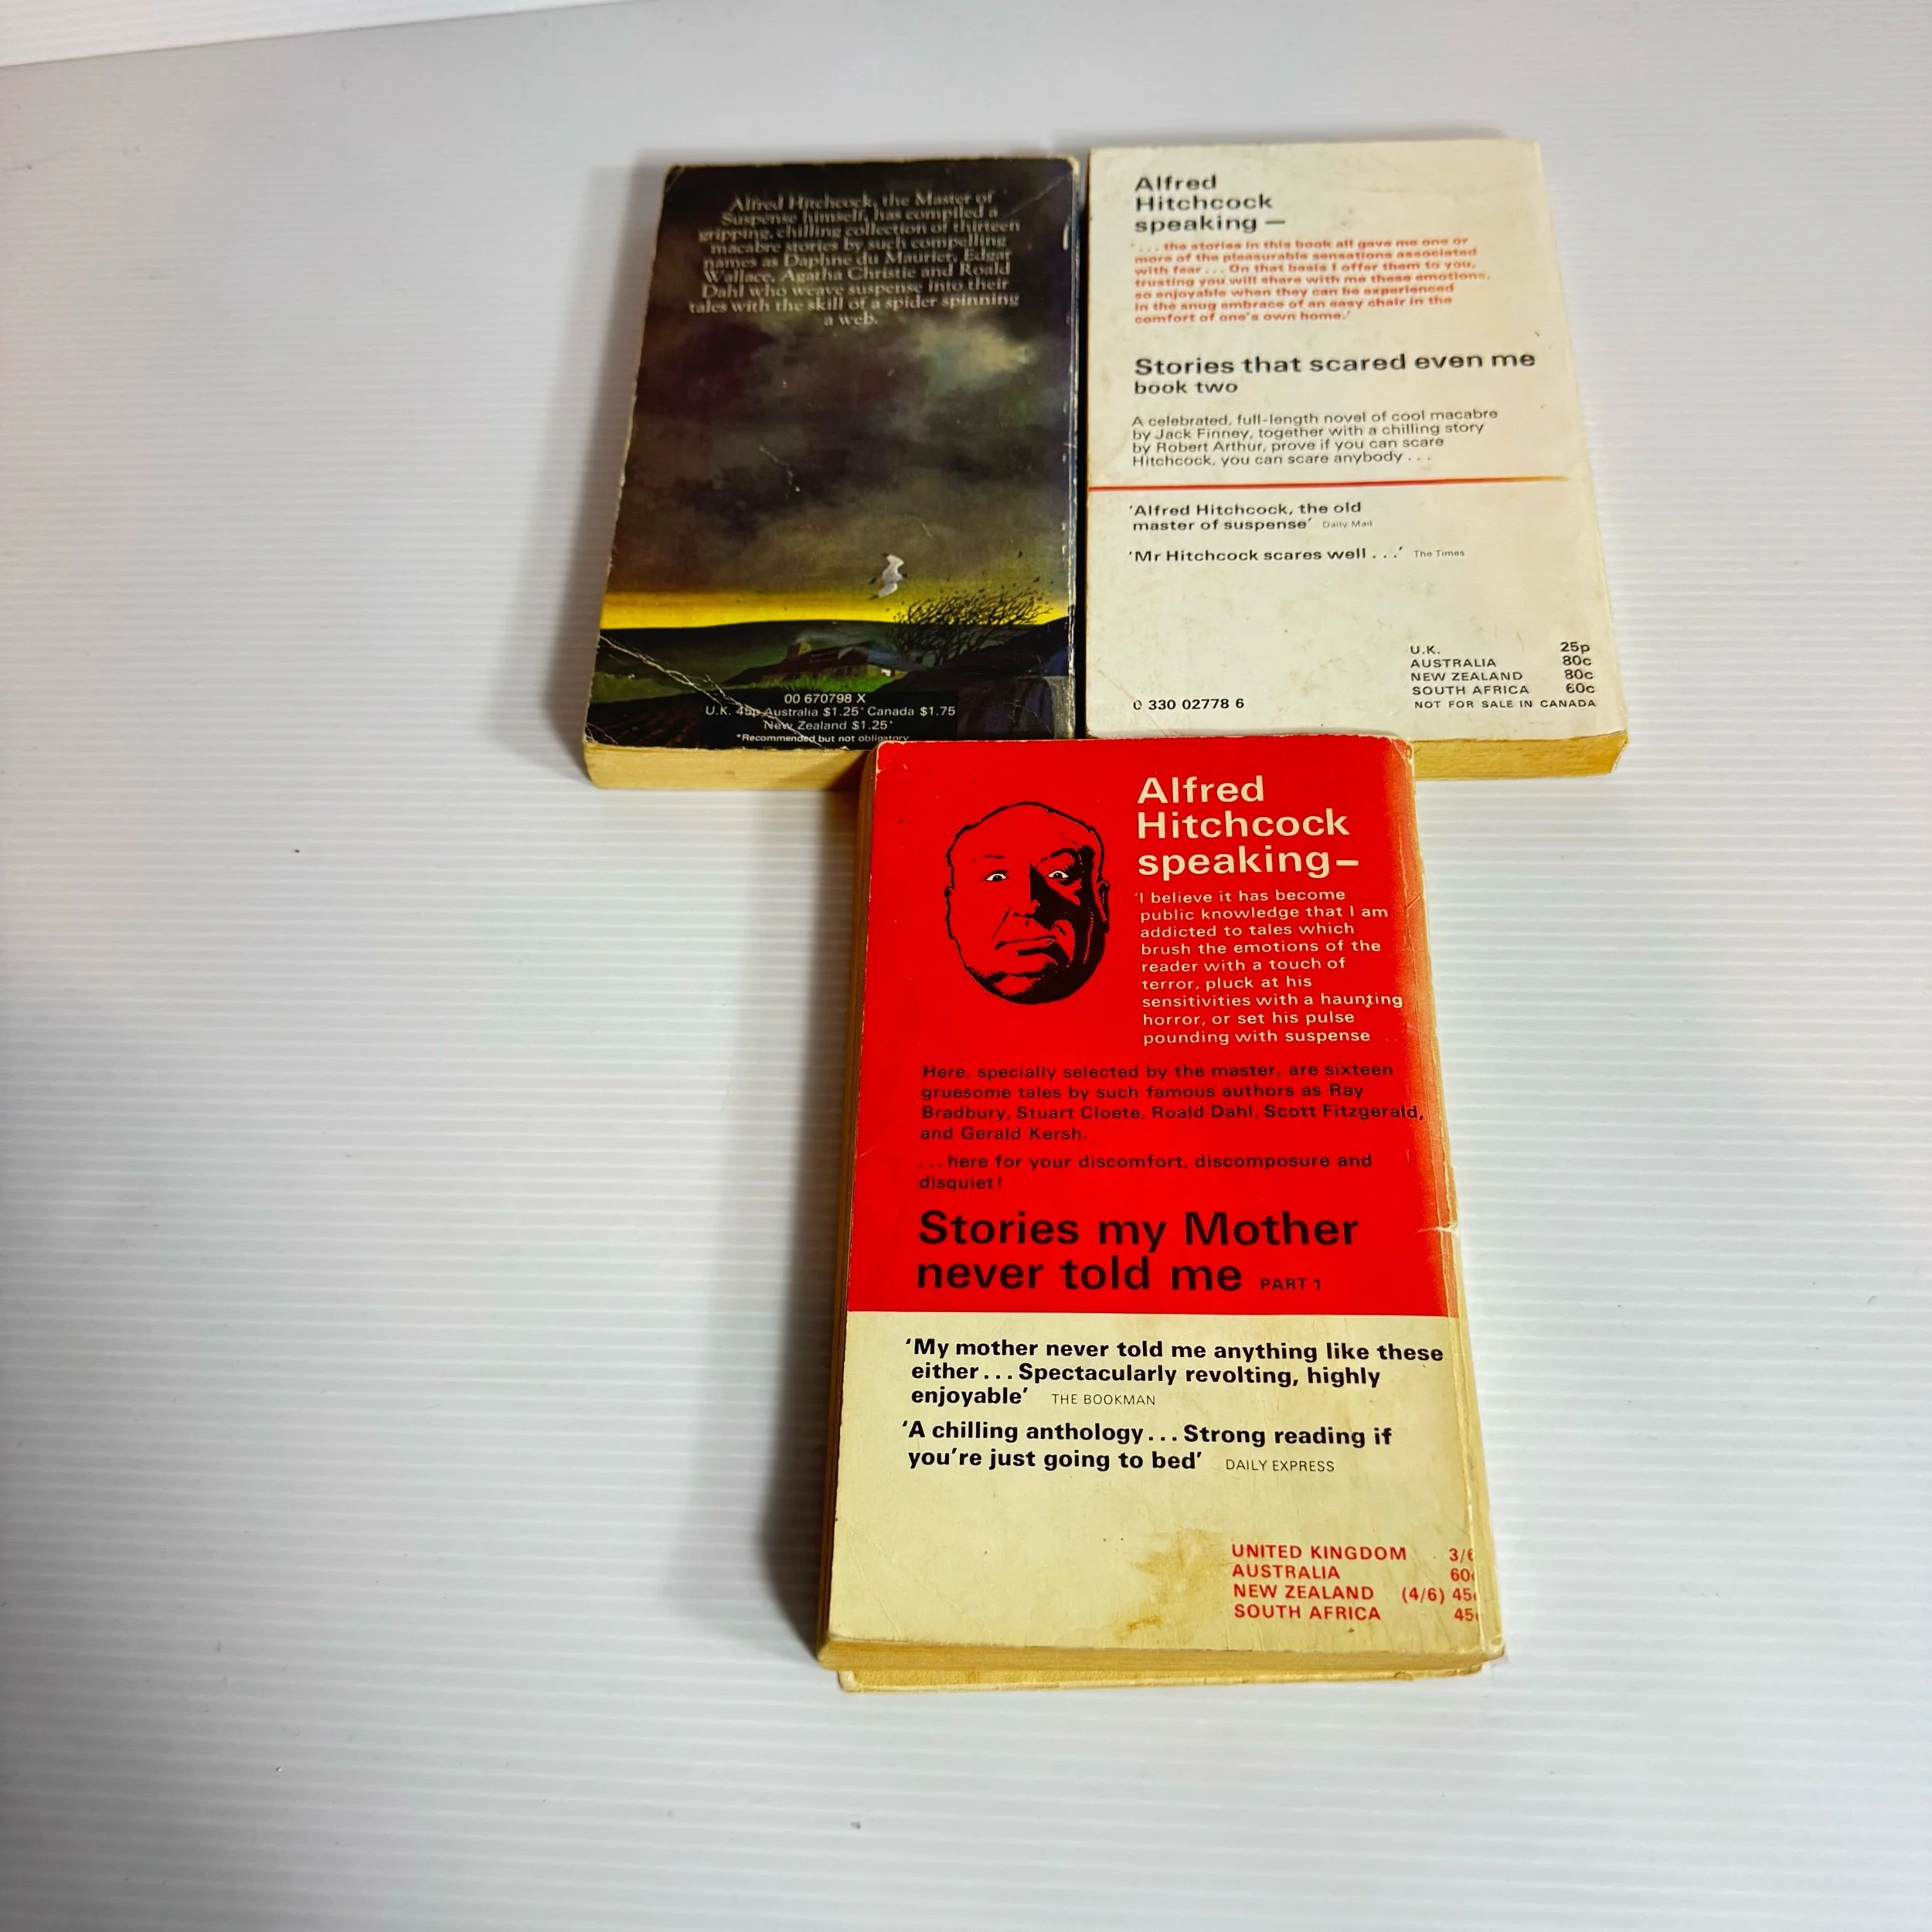 Alfred Hitchcock, the Master of
Suspense himself, has compiled a
gripping, chilling collection of thirteen
macabre stories by such compelling
names as Daphne du Maurier, Edgar
Wallace, Agatha Christie and Roald
Dahl who weave suspense into their
tales with the skill of a spider spinning
a web.
00 670798 X
U.K. 45p Australia $1.25* Canada $1.75
New Zealand $1.25*
*Recommended but not obligatory
Alfred
Hitchcock
speaking —
'... the stories in this book all gave me one or
more of the pleasurable sensations associated
with fear ... On that basis I offer them to you,
trusting you will share with me these emotions,
so enjoyable when they can be experienced
in the snug embrace of an easy chair in the
comfort of one's own home.'
Stories that scared even me
book two
A celebrated, full-length novel of cool macabre
by Jack Finney, together with a chilling story
by Robert Arthur, prove if you can scare
Hitchcock, you can scare anybody ...
'Alfred Hitchcock, the old
master of suspense' Daily Mail
'Mr Hitchcock scares well ...' The Times
U.K. 25p
AUSTRALIA 80c
NEW ZEALAND 80c
SOUTH AFRICA 60c
NOT FOR SALE IN CANADA
0 330 02778 6
Alfred
Hitchcock
speaking–
'I believe it has become
public knowledge that I am
addicted to tales which
brush the emotions of the
reader with a touch of
terror, pluck at his
sensitivities with a haunting
horror, or set his pulse
pounding with suspense ..
Here, specially selected by the master, are sixteen
gruesome tales by such famous authors as Ray
Bradbury, Stuart Cloete, Roald Dahl, Scott Fitzgerald,
and Gerald Kersh.
... here for your discomfort, discomposure and
disquiet!
Stories my Mother
never told me PART 1
'My mother never told me anything like these
either... Spectacularly revolting, highly
enjoyable' THE BOOKMAN
'A chilling anthology... Strong reading if
you're just going to bed' DAILY EXPRESS
UNITED KINGDOM 3/6
AUSTRALIA 60c
NEW ZEALAND (4/6) 45c
SOUTH AFRICA 45c